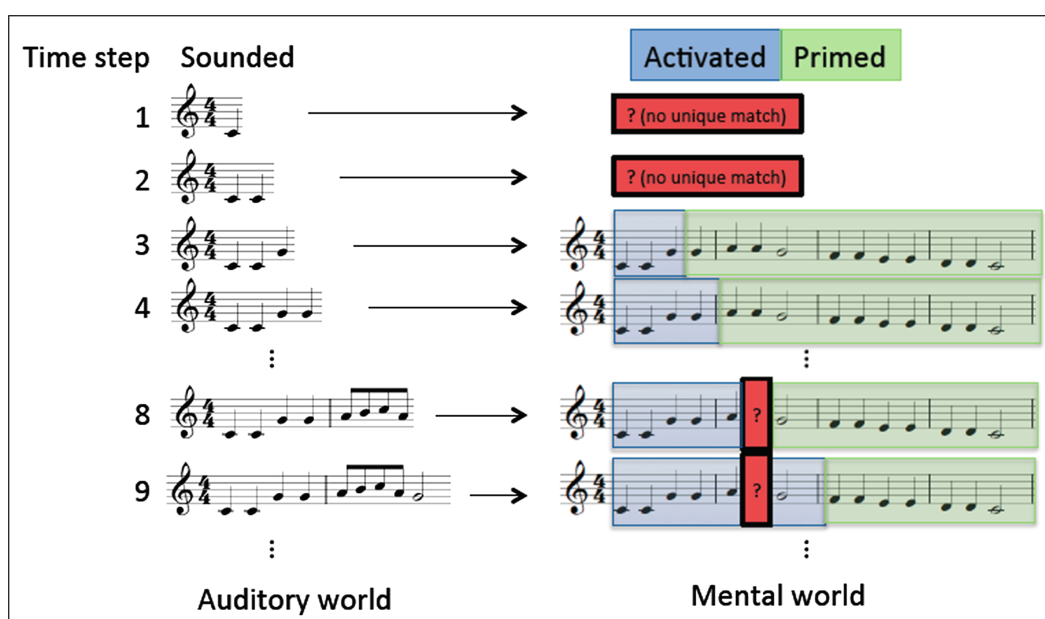 Time step Sounded Activated Primed
1 ? (no unique match)
2 ? (no unique match)
3
4
⋮ ⋮
8 ?
9 ?
⋮ ⋮
Auditory world Mental world